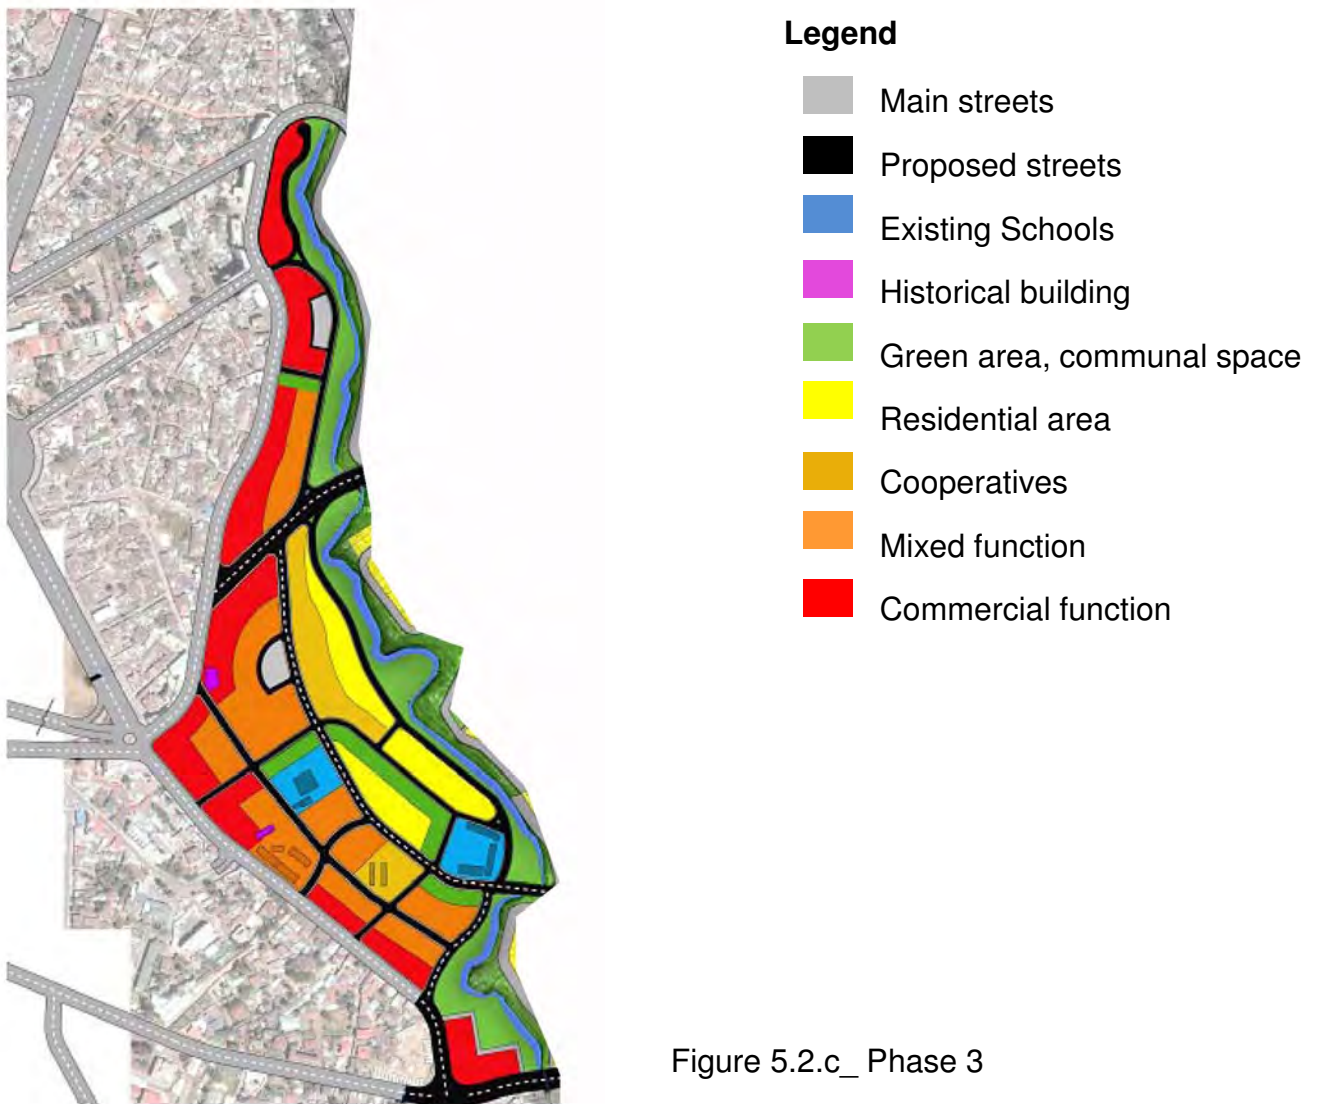 Legend
Main streets
Proposed streets
Existing Schools
Historical building
Green area, communal space
Residential area
Cooperatives
Mixed function
Commercial function
Figure 5.2.c_ Phase 3